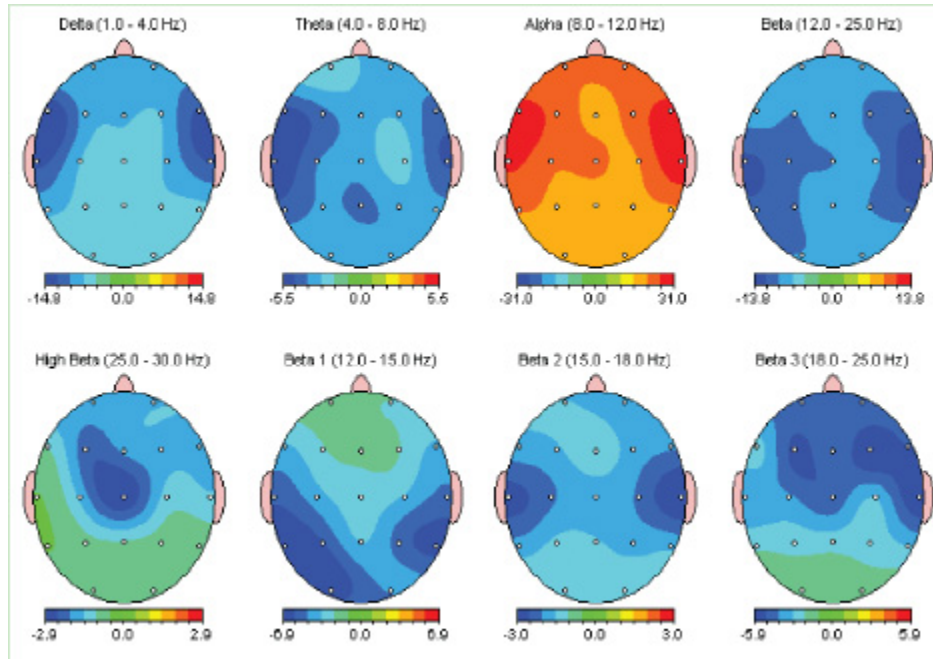 Delta (1.0 - 4.0 Hz)
Theta (4.0 - 8.0 Hz)
Alpha (8.0 - 12.0 Hz)
Beta (12.0 - 25.0 Hz)
-14.8 0.0 14.8
-5.5 0.0 5.5
-31.0 0.0 31.0
-13.8 0.0 13.8
High Beta (25.0 - 30.0 Hz)
Beta 1 (12.0 - 15.0 Hz)
Beta 2 (15.0 - 18.0 Hz)
Beta 3 (18.0 - 25.0 Hz)
-2.9 0.0 2.9
-6.9 0.0 6.9
-3.0 0.0 3.0
-5.9 0.0 5.9